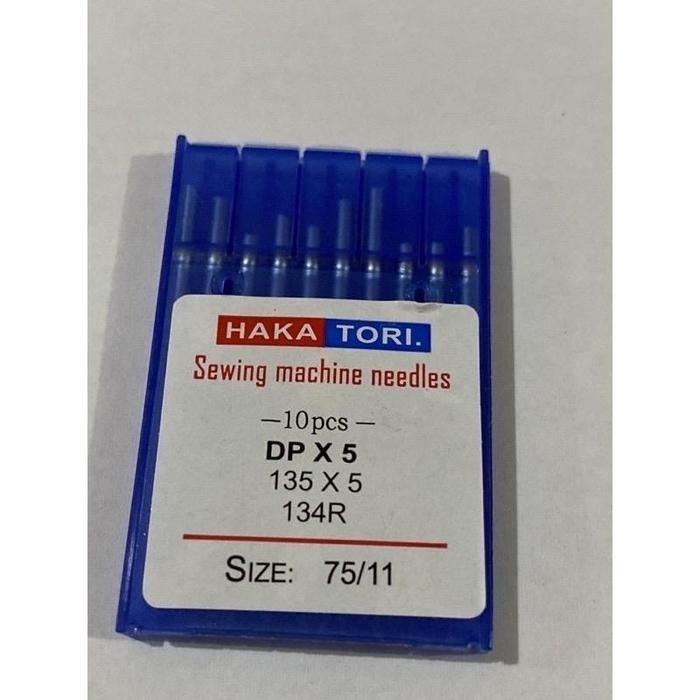 HAKA TORI.
Sewing machine needles
—10pcs—
DP X 5
135 X 5
134R
SIZE: 75/11